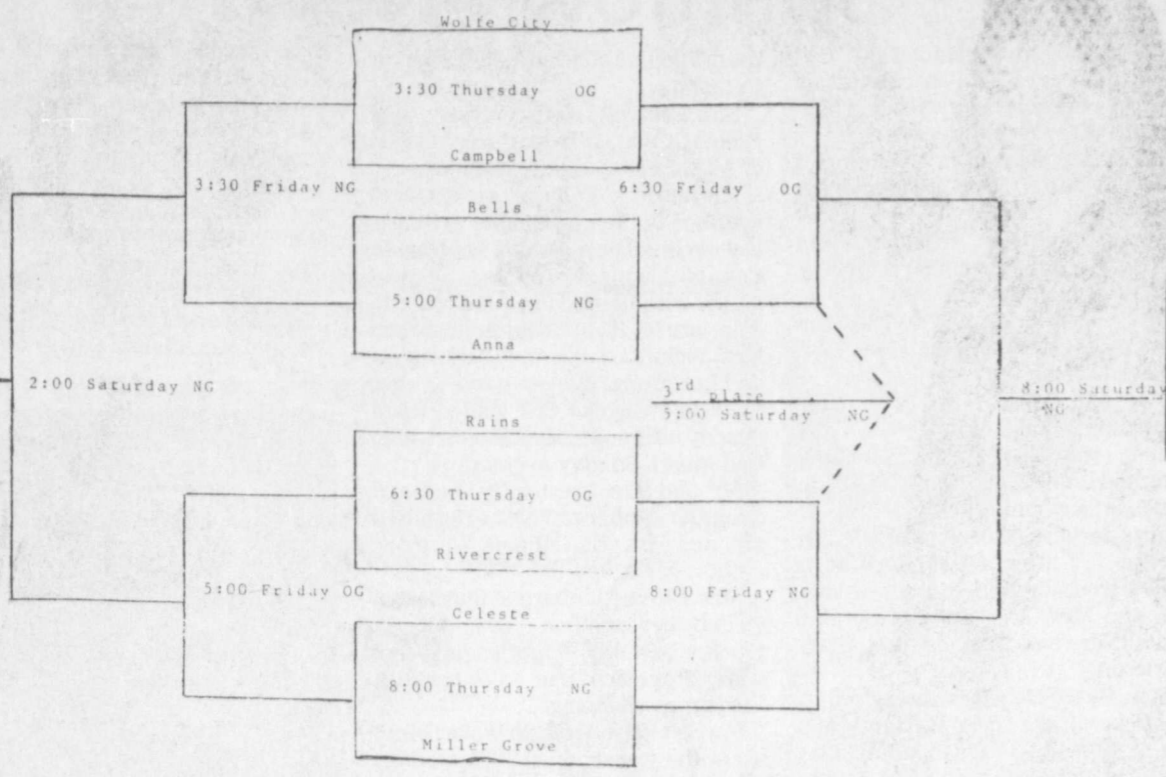 Wolfe City
3:30 Thursday OG
Campbell
3:30 Friday NG
6:30 Friday OG
Bells
5:00 Thursday NG
Anna
2:00 Saturday NG
3rd place
5:00 Saturday NG
8:00 Saturday
NG
Rains
6:30 Thursday OG
Rivercrest
5:00 Friday OG
8:00 Friday NG
Celeste
8:00 Thursday NG
Miller Grove